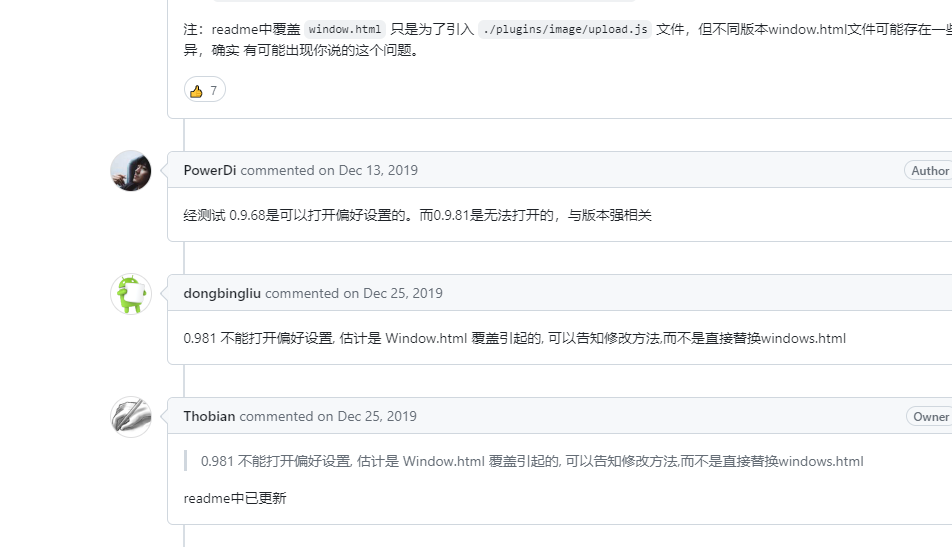 注：readme中覆盖 window.html 只是为了引入 ./plugins/image/upload.js 文件，但不同版本window.html文件可能存在一些
异，确实 有可能出现你说的这个问题。
👍 7
PowerDi commented on Dec 13, 2019 Author
经测试 0.9.68是可以打开偏好设置的。而0.9.81是无法打开的，与版本强相关
dongbingliu commented on Dec 25, 2019
0.981 不能打开偏好设置, 估计是 Window.html 覆盖引起的, 可以告知修改方法,而不是直接替换windows.html
Thobian commented on Dec 25, 2019 Owner
0.981 不能打开偏好设置, 估计是 Window.html 覆盖引起的, 可以告知修改方法,而不是直接替换windows.html
readme中已更新